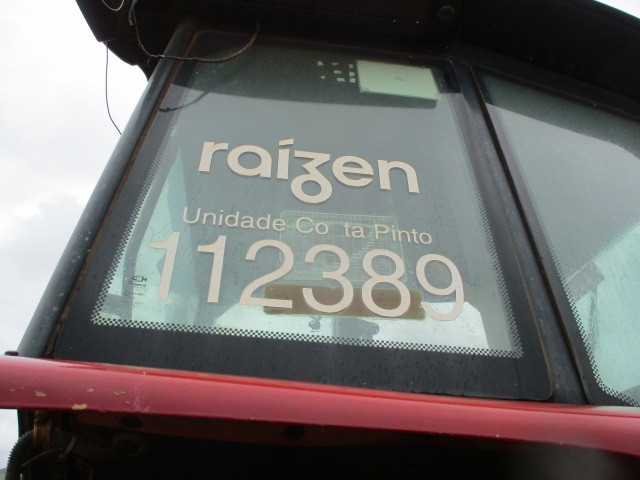 raízen
Unidade Co ta Pinto
112389